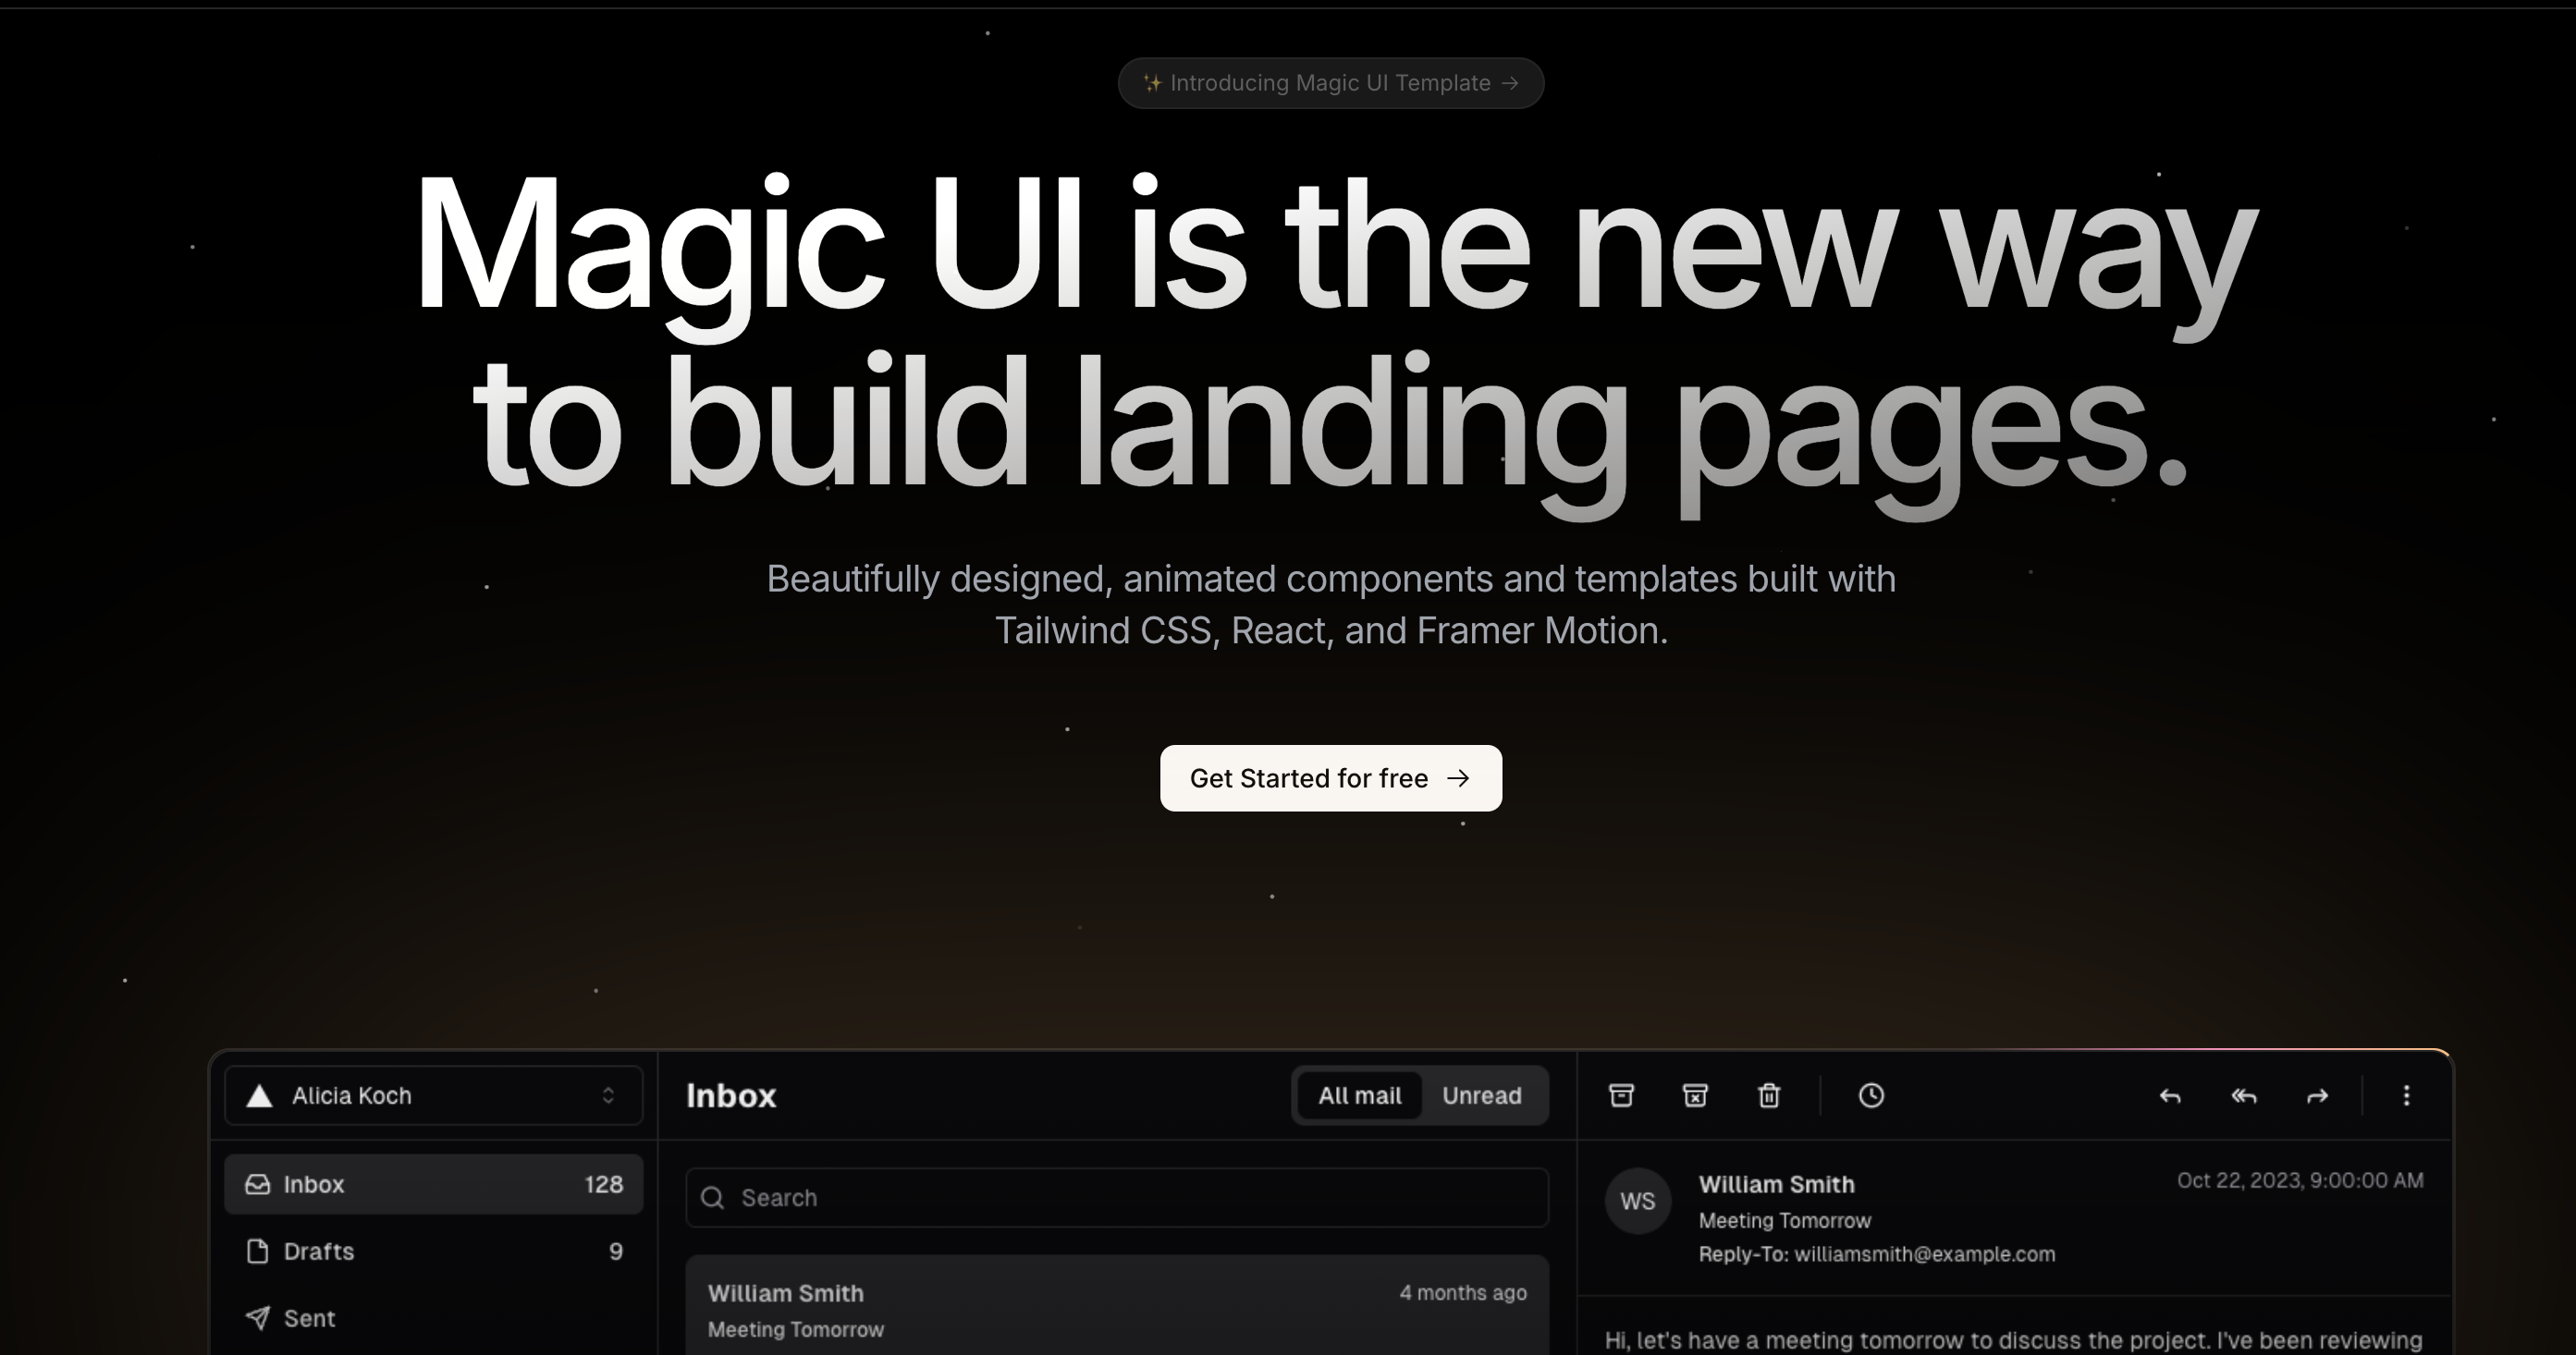 ✨ Introducing Magic UI Template →
Magic UI is the new way
to build landing pages.
Beautifully designed, animated components and templates built with
Tailwind CSS, React, and Framer Motion.
Get Started for free →
Alicia Koch
Inbox
All mail
Unread
Inbox 128
Drafts 9
Sent
Search
William Smith 4 months ago
Meeting Tomorrow
WS
William Smith Oct 22, 2023, 9:00:00 AM
Meeting Tomorrow
Reply-To: williamsmith@example.com
Hi, let's have a meeting tomorrow to discuss the project. I've been reviewing